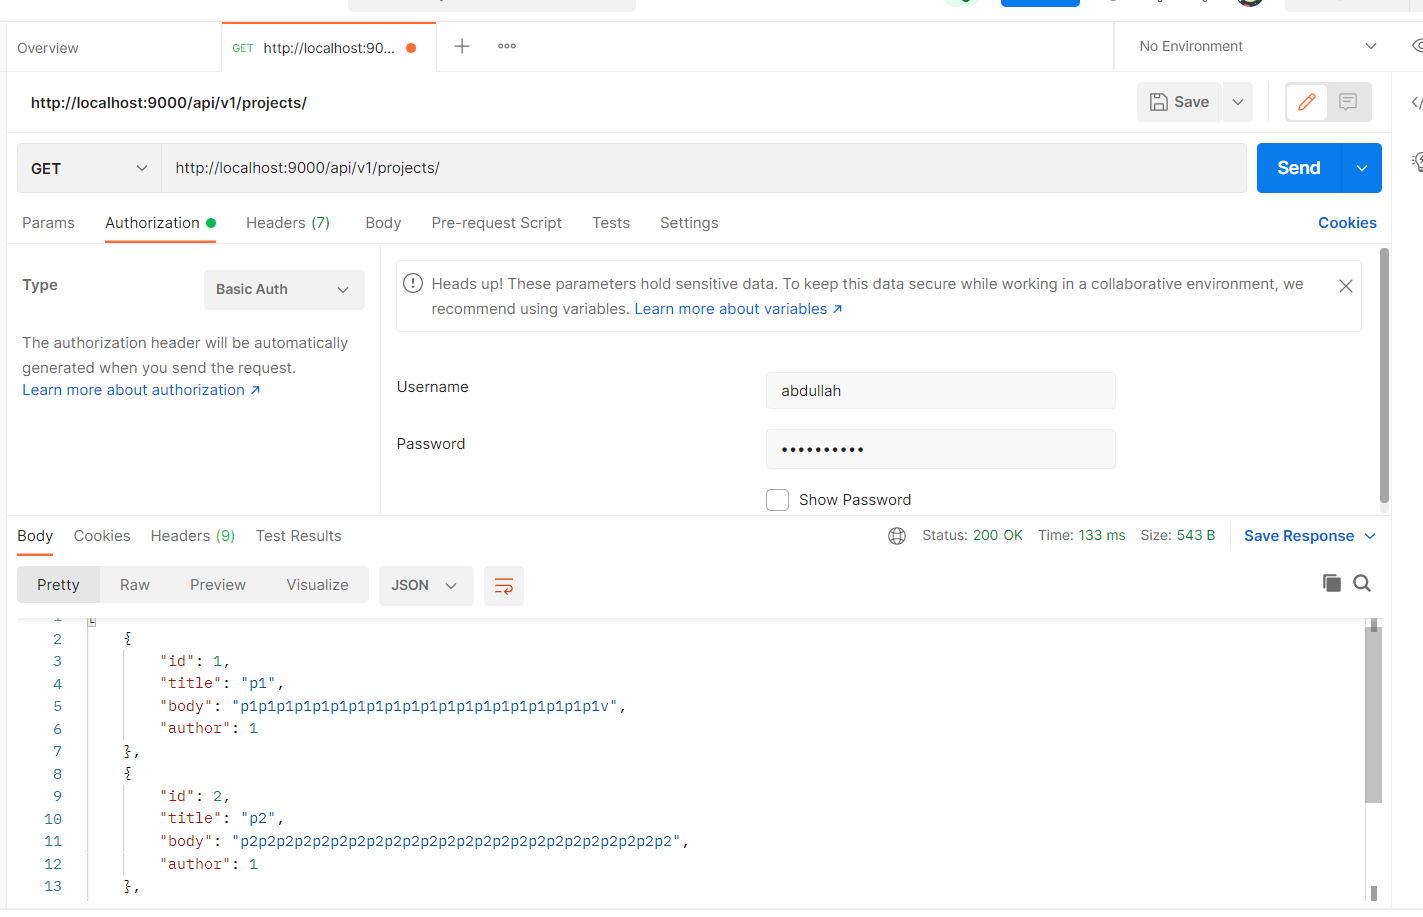 Overview
GET http://localhost:90...
No Environment
http://localhost:9000/api/v1/projects/
Save
GET
http://localhost:9000/api/v1/projects/
Send
Params Authorization Headers (7) Body Pre-request Script Tests Settings Cookies
Type
Basic Auth
The authorization header will be automatically
generated when you send the request.
Learn more about authorization ↗
Heads up! These parameters hold sensitive data. To keep this data secure while working in a collaborative environment, we
recommend using variables. Learn more about variables ↗
Username
abdullah
Password
••••••••••
Show Password
Body Cookies Headers (9) Test Results Status: 200 OK Time: 133 ms Size: 543 B Save Response
Pretty Raw Preview Visualize JSON
2 {
3 "id": 1,
4 "title": "p1",
5 "body": "p1p1p1p1p1p1p1p1p1p1p1p1p1p1p1p1p1p1p1p1v",
6 "author": 1
7 },
8 {
9 "id": 2,
10 "title": "p2",
11 "body": "p2p2p2p2p2p2p2p2p2p2p2p2p2p2p2p2p2p2p2p2p2p2p2p2",
12 "author": 1
13 },